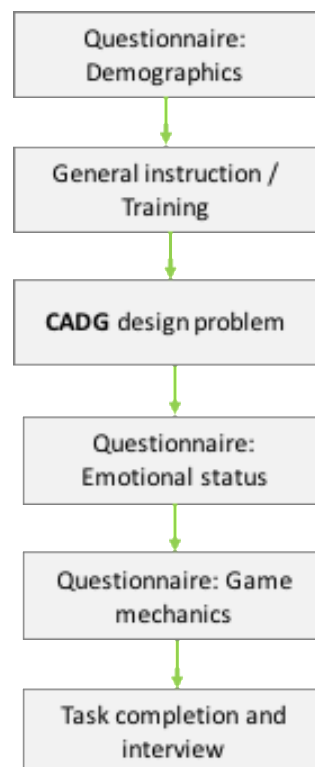 Questionnaire:
Demographics
General instruction /
Training
CADG design problem
Questionnaire:
Emotional status
Questionnaire: Game
mechanics
Task completion and
interview